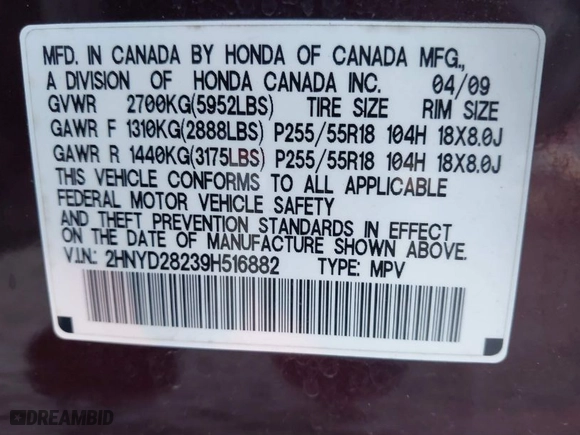 MFD. IN CANADA BY HONDA OF CANADA MFG.,
A DIVISION OF HONDA CANADA INC. 04/09
GVWR 2700KG(5952LBS) TIRE SIZE RIM SIZE
GAWR F 1310KG(2888LBS) P255/55R18 104H 18X8.0J
GAWR R 1440KG(3175LBS) P255/55R18 104H 18X8.0J
THIS VEHICLE CONFORMS TO ALL APPLICABLE
FEDERAL MOTOR VEHICLE SAFETY
AND THEFT PREVENTION STANDARDS IN EFFECT
ON THE DATE OF MANUFACTURE SHOWN ABOVE.
V.I.N.: 2HNYD28239H516882 TYPE: MPV
DREAMBID